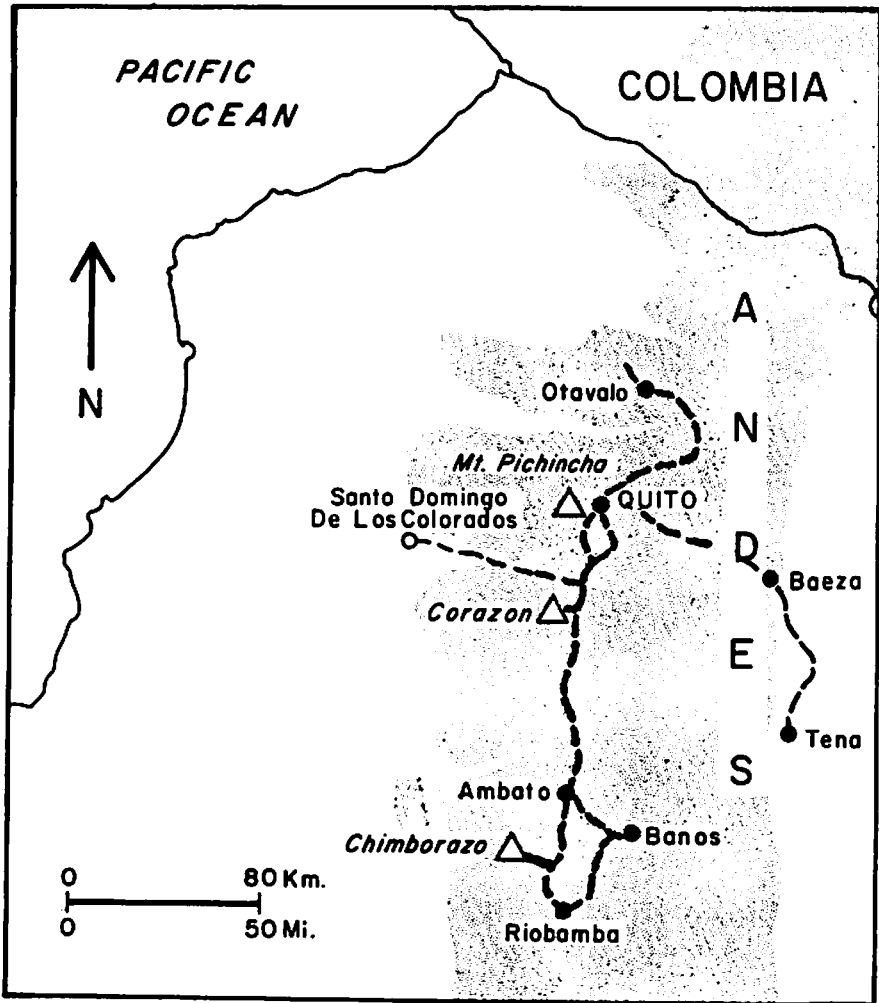 PACIFIC
OCEAN
COLOMBIA
N
A
N
D
E
S
Otavalo
Mt. Pichincha
QUITO
Santo Domingo
De Los Colorados
Baeza
Corazon
Tena
Ambato
Banos
Chimborazo
Riobamba
0 80 Km.
0 50 Mi.